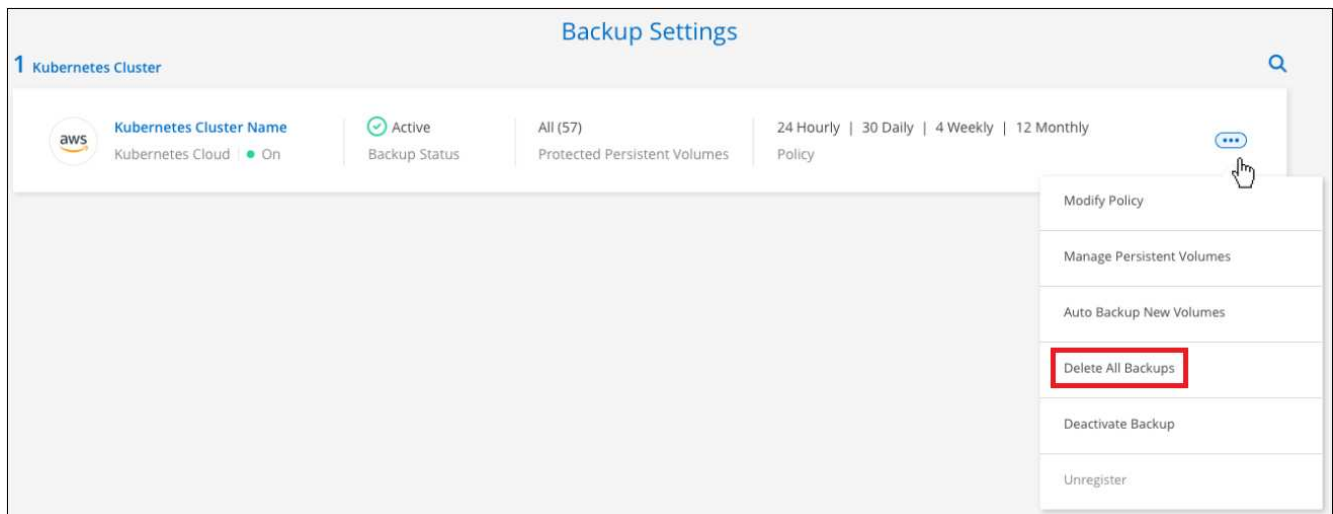 Backup Settings
1 Kubernetes Cluster
aws
Kubernetes Cluster Name
Kubernetes Cloud | On
Active
Backup Status
All (57)
Protected Persistent Volumes
24 Hourly | 30 Daily | 4 Weekly | 12 Monthly
Policy
Modify Policy
Manage Persistent Volumes
Auto Backup New Volumes
Delete All Backups
Deactivate Backup
Unregister